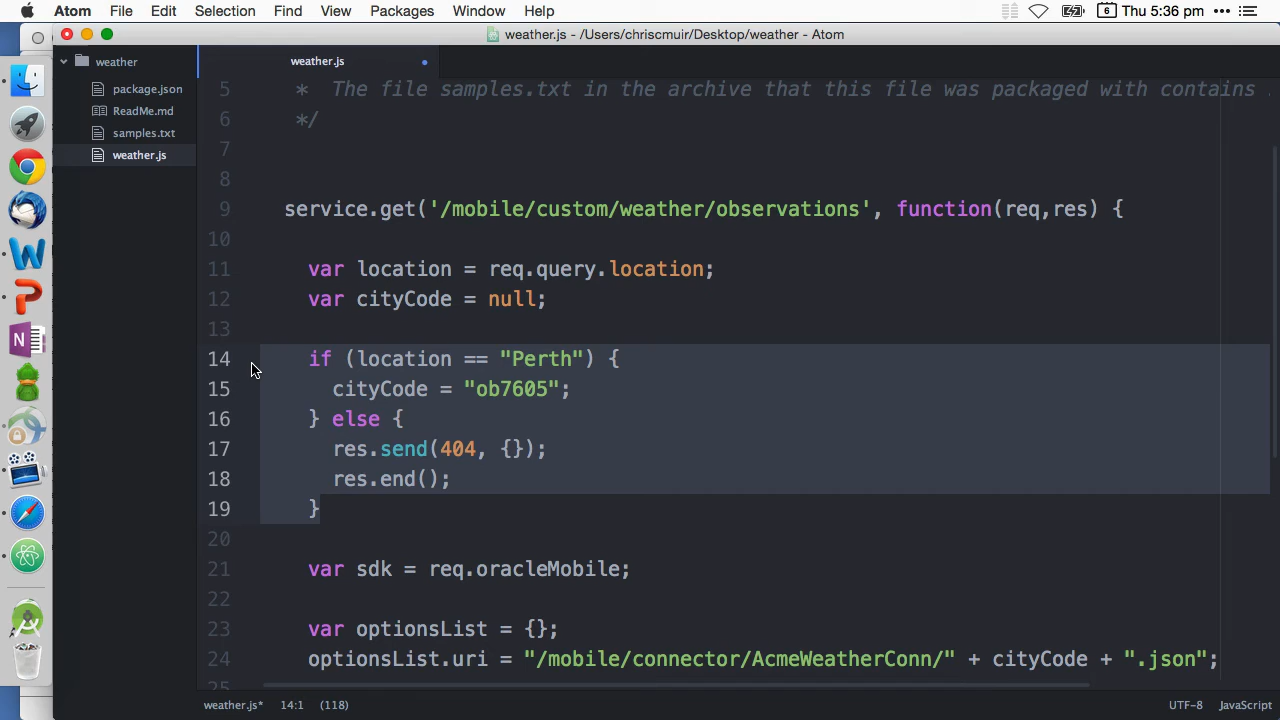 Atom File Edit Selection Find View Packages Window Help 6 Thu 5:36 pm
weather.js - /Users/chriscmuir/Desktop/weather - Atom
weather
package.json
ReadMe.md
samples.txt
weather.js
weather.js
5 * The file samples.txt in the archive that this file was packaged with contains
6 */
7
8
9 service.get('/mobile/custom/weather/observations', function(req,res) {
10
11 var location = req.query.location;
12 var cityCode = null;
13
14 if (location == "Perth") {
15 cityCode = "ob7605";
16 } else {
17 res.send(404, {});
18 res.end();
19 }
20
21 var sdk = req.oracleMobile;
22
23 var optionsList = {};
24 optionsList.uri = "/mobile/connector/AcmeWeatherConn/" + cityCode + ".json";
25
weather.js* 14:1 (118) UTF-8 JavaScript